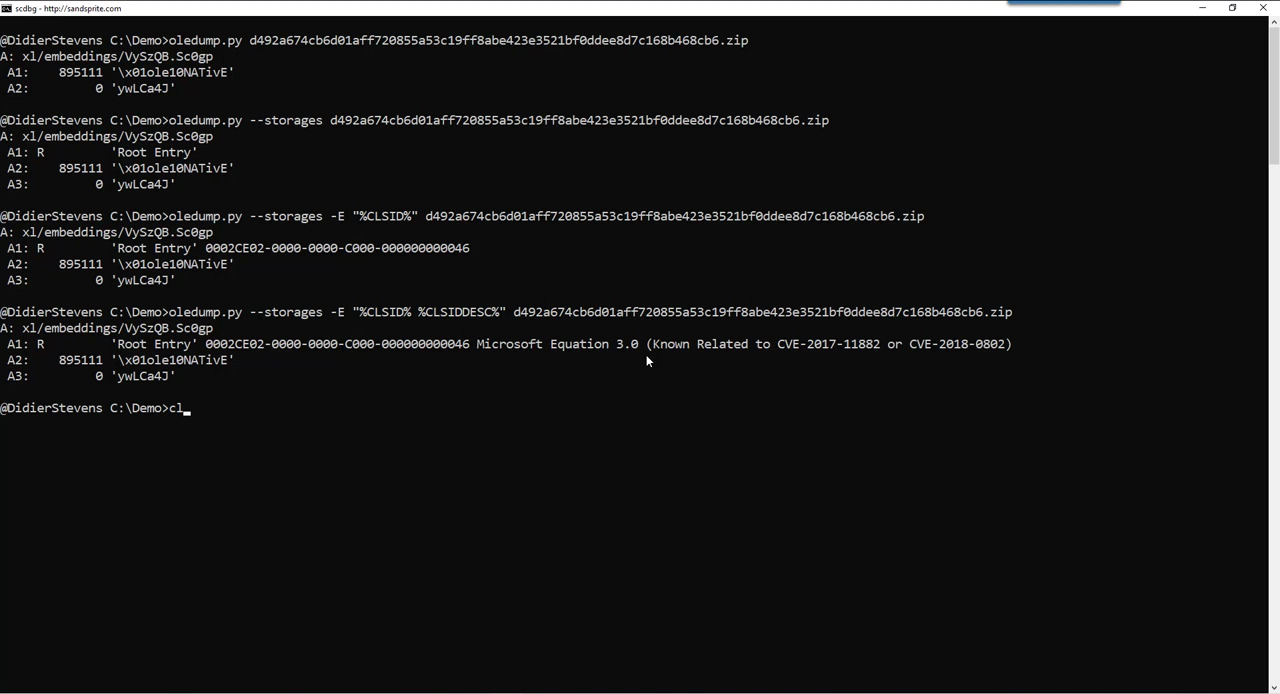 scdbg - http://sandsprite.com
@DidierStevens C:\Demo>oledump.py d492a674cb6d01aff720855a53c19ff8abe423e3521bf0ddee8d7c168b468cb6.zip
A: xl/embeddings/VySzQB.Sc0gp
A1: 895111 '\x01ole10NATivE'
A2: 0 'ywLCa4J'
@DidierStevens C:\Demo>oledump.py --storages d492a674cb6d01aff720855a53c19ff8abe423e3521bf0ddee8d7c168b468cb6.zip
A: xl/embeddings/VySzQB.Sc0gp
A1: R 'Root Entry'
A2: 895111 '\x01ole10NATivE'
A3: 0 'ywLCa4J'
@DidierStevens C:\Demo>oledump.py --storages -E "%CLSID%" d492a674cb6d01aff720855a53c19ff8abe423e3521bf0ddee8d7c168b468cb6.zip
A: xl/embeddings/VySzQB.Sc0gp
A1: R 'Root Entry' 0002CE02-0000-0000-C000-000000000046
A2: 895111 '\x01ole10NATivE'
A3: 0 'ywLCa4J'
@DidierStevens C:\Demo>oledump.py --storages -E "%CLSID% %CLSIDDESC%" d492a674cb6d01aff720855a53c19ff8abe423e3521bf0ddee8d7c168b468cb6.zip
A: xl/embeddings/VySzQB.Sc0gp
A1: R 'Root Entry' 0002CE02-0000-0000-C000-000000000046 Microsoft Equation 3.0 (Known Related to CVE-2017-11882 or CVE-2018-0802)
A2: 895111 '\x01ole10NATivE'
A3: 0 'ywLCa4J'
@DidierStevens C:\Demo>cl_